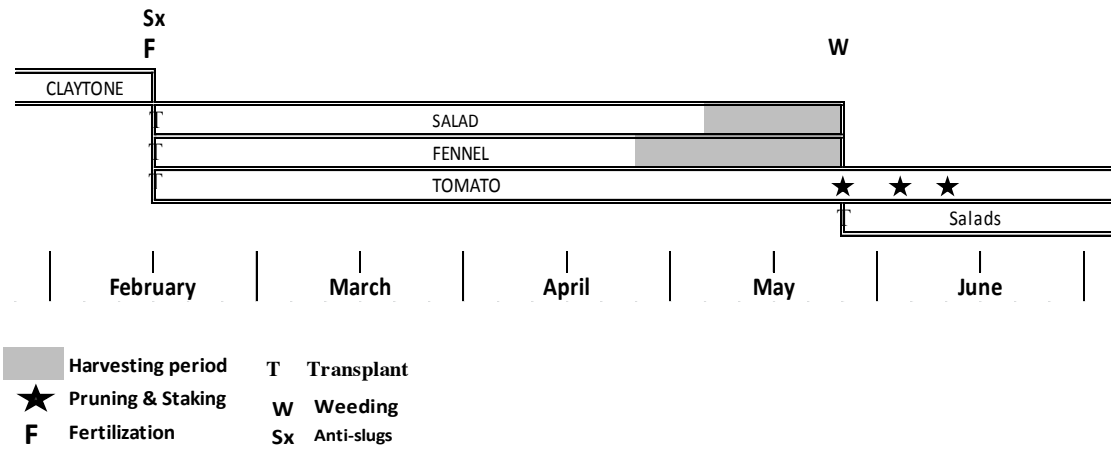 Sx
F W
CLAYTONE
T SALAD
T FENNEL
T TOMATO
T Salads
February March April May June
Harvesting period T Transplant
Pruning & Staking W Weeding
F Fertilization Sx Anti-slugs